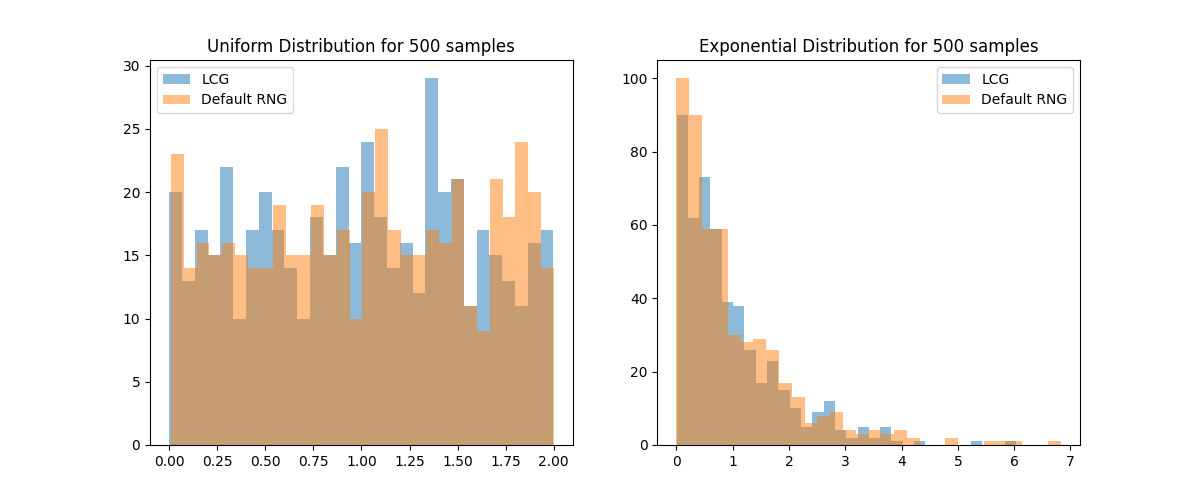 Uniform Distribution for 500 samples
LCG
Default RNG
30
25
20
15
10
5
0
0.00 0.25 0.50 0.75 1.00 1.25 1.50 1.75 2.00
Exponential Distribution for 500 samples
LCG
Default RNG
100
80
60
40
20
0
0 1 2 3 4 5 6 7